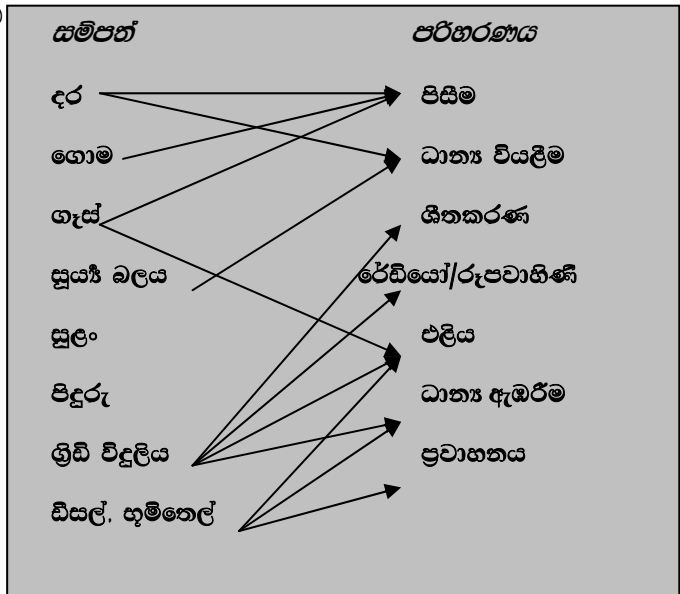 සම්පත් පරිහරණය
දර පිසීම
ගොම ධාන්‍ය වියළීම
ගෑස් ශීතකරණ
සූර්‍ය්‍ය බලය රේඩියෝ/රූපවාහිණී
සුළං එළිය
පිදුරු ධාන්‍ය ඇඹරීම
ග්‍රිඩ් විදුලිය ප්‍රවාහනය
ඩීසල්, භූමිතෙල්